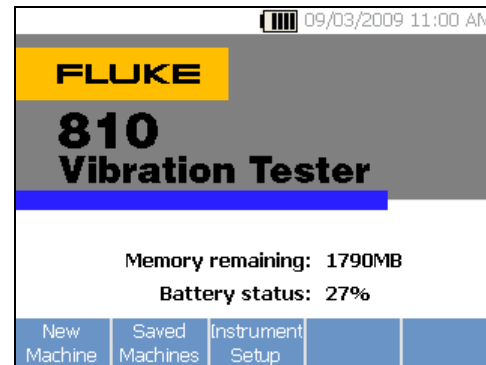 09/03/2009 11:00 AM
FLUKE
810
Vibration Tester
Memory remaining: 1790MB
Battery status: 27%
New Machine
Saved Machines
Instrument Setup